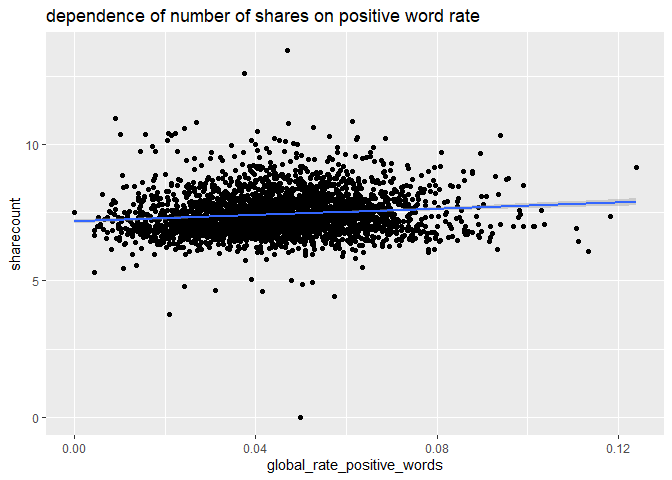 dependence of number of shares on positive word rate
10
5
0
sharecount
0.00 0.04 0.08 0.12
global_rate_positive_words